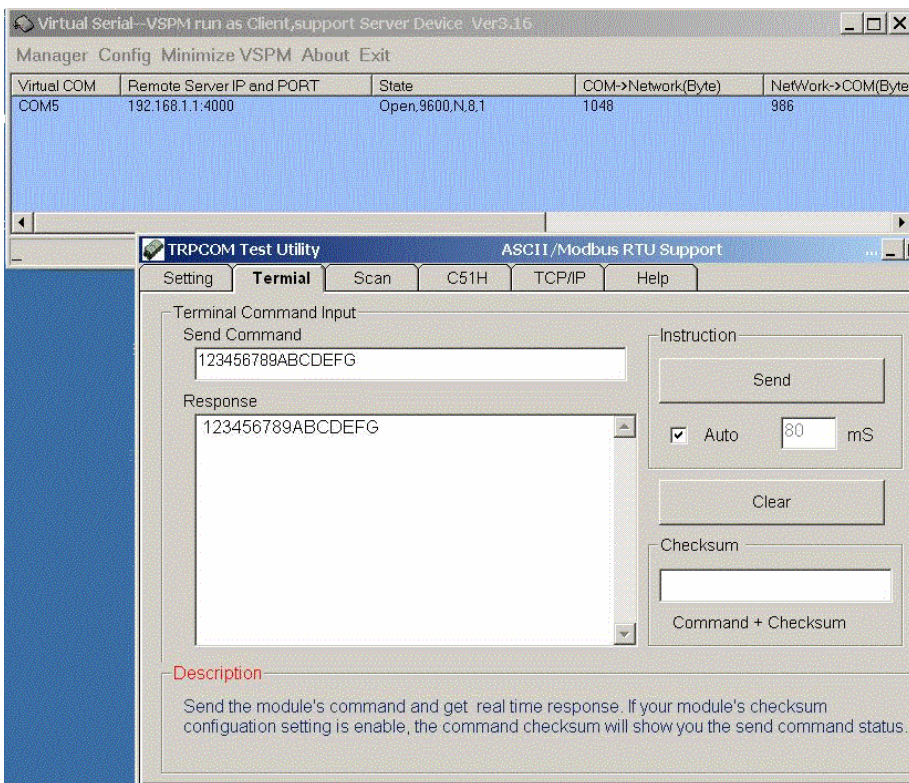 Virtual Serial--VSPM run as Client,support Server Device Ver3.16
Manager Config Minimize VSPM About Exit
Virtual COM Remote Server IP and PORT State COM->Network(Byte) NetWork->COM(Byte
COM5 192.168.1.1:4000 Open,9600,N,8,1 1048 986
TRPCOM Test Utility ASCII/Modbus RTU Support ...
Setting Termial Scan C51H TCP/IP Help
Terminal Command Input
Send Command
123456789ABCDEFG
Response
123456789ABCDEFG
Instruction
Send
Auto 80 mS
Clear
Checksum
Command + Checksum
Description
Send the module's command and get real time response. If your module's checksum
configuation setting is enable, the command checksum will show you the send command status.